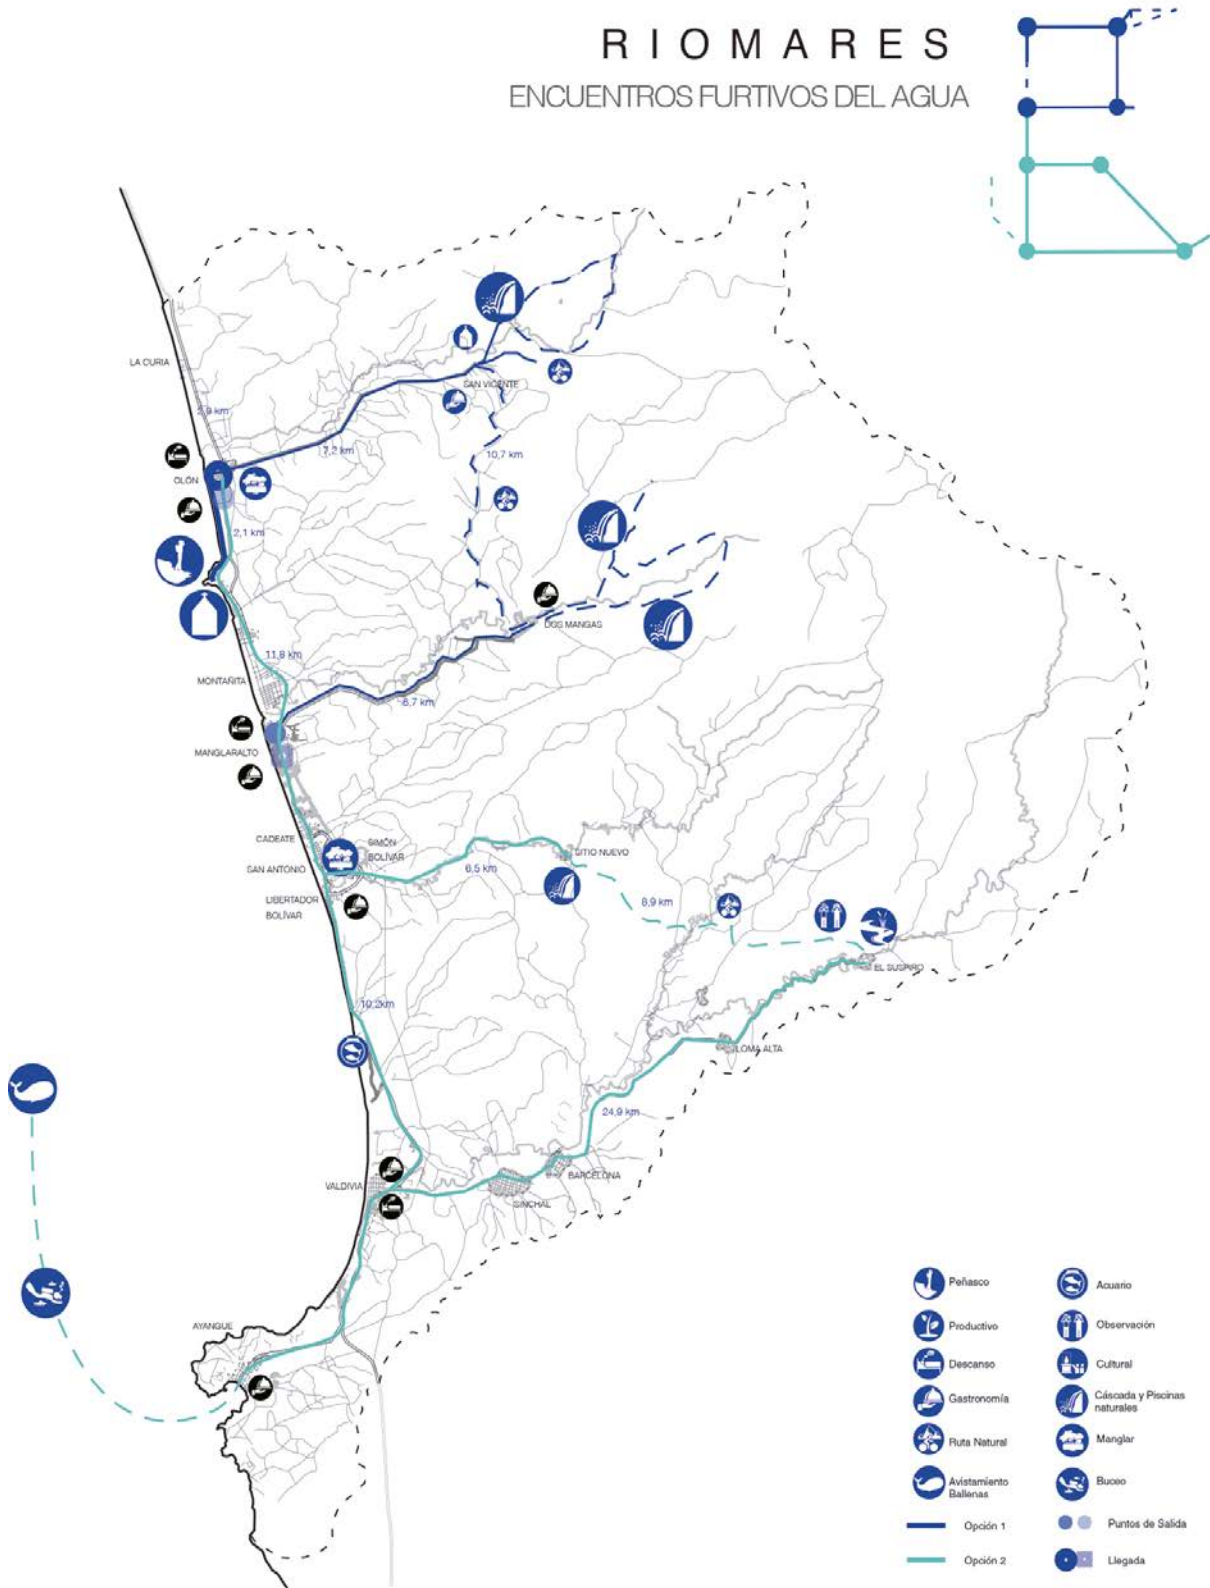 RIOMARES
ENCUENTROS FURTIVOS DEL AGUA
LA CURIA
2,9 km
SAN VICENTE
7,2 km
10,7 km
OLÓN
2,1 km
DOS MANGAS
11,8 km
MONTAÑITA
6,7 km
MANGLARALTO
CADEATE
SIMÓN
BOLÍVAR
SITIO NUEVO
SAN ANTONIO
6,5 km
LIBERTADOR
BOLÍVAR
8,9 km
EL SUSPIRO
10,2km
LOMA ALTA
24,9 km
BARCELONA
VALDIVIA
SINCHAL
AYANGUE
Peñasco
Productivo
Descanso
Gastronomía
Ruta Natural
Avistamiento
Ballenas
Opción 1
Opción 2
Acuario
Observación
Cultural
Cáscada y Piscinas
naturales
Manglar
Buceo
Puntos de Salida
Llegada